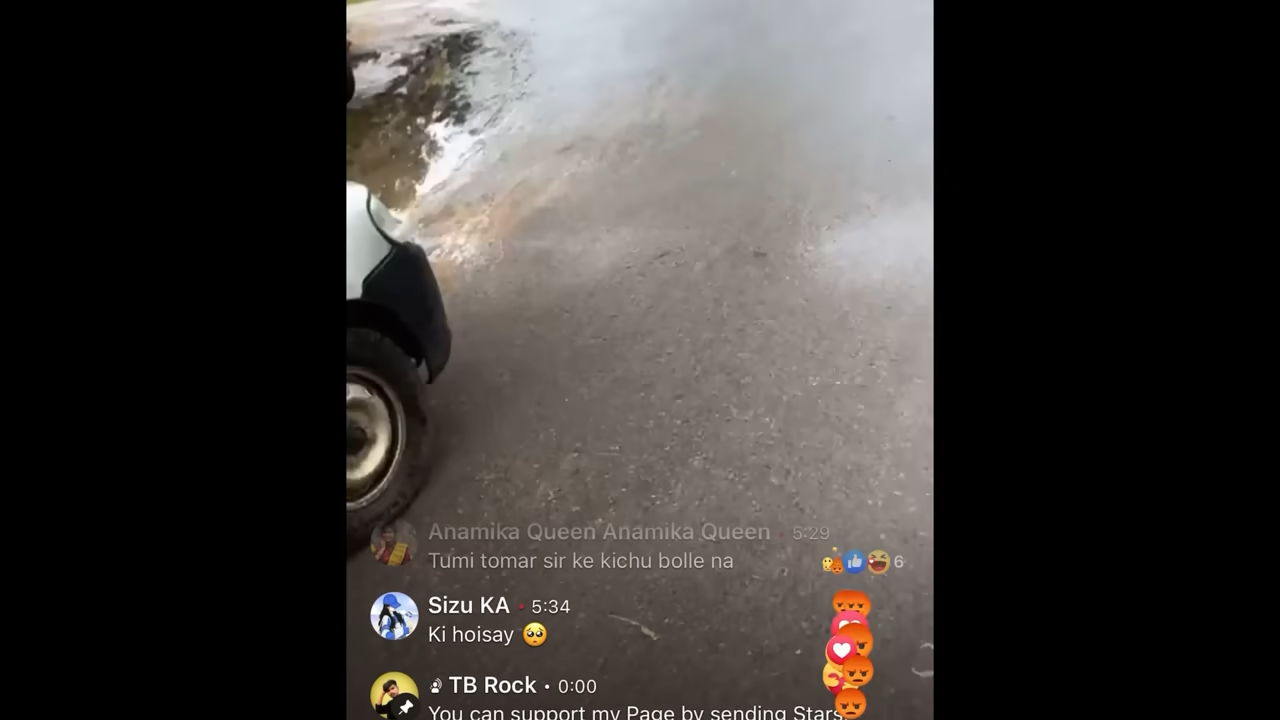 Anamika Queen Anamika Queen 5:29
Tumi tomar sir ke kichu bolle na
6
Sizu KA • 5:34
Ki hoisay 🥺
TB Rock • 0:00
You can support my Page by sending Stars